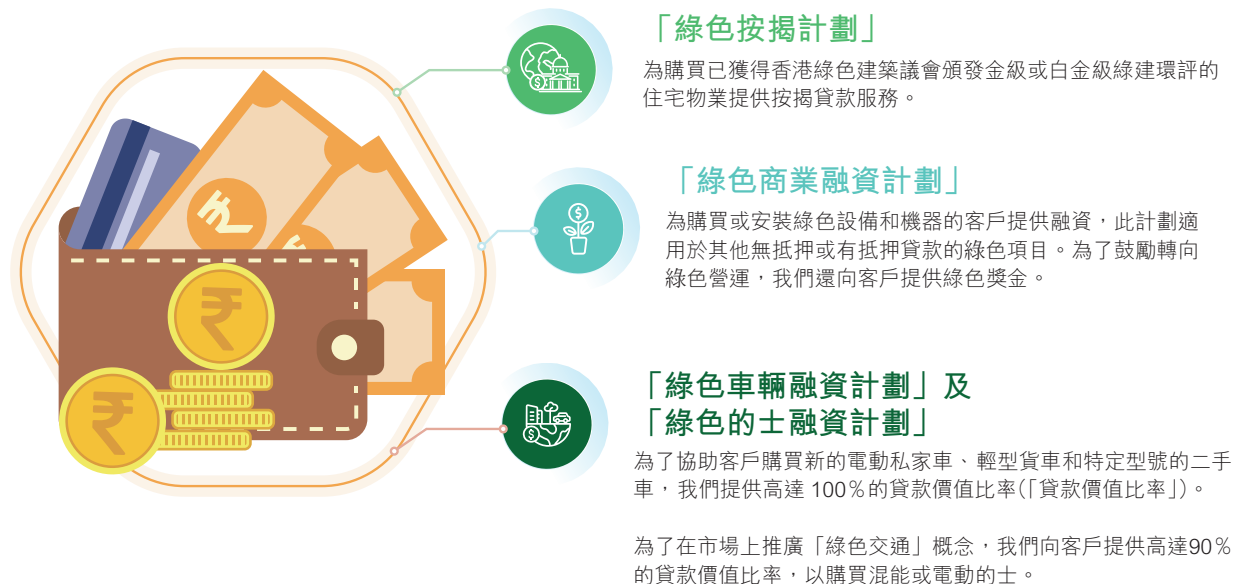 「綠色按揭計劃」
為購買已獲得香港綠色建築議會頒發金級或白金級綠建環評的
住宅物業提供按揭貸款服務。
「綠色商業融資計劃」
為購買或安裝綠色設備和機器的客戶提供融資，此計劃適
用於其他無抵押或有抵押貸款的綠色項目。為了鼓勵轉向
綠色營運，我們還向客戶提供綠色獎金。
「綠色車輛融資計劃」及
「綠色的士融資計劃」
為了協助客戶購買新的電動私家車、輕型貨車和特定型號的二手
車，我們提供高達 100％的貸款價值比率(「貸款價值比率」)。
為了在市場上推廣「綠色交通」概念，我們向客戶提供高達90％
的貸款價值比率，以購買混能或電動的士。